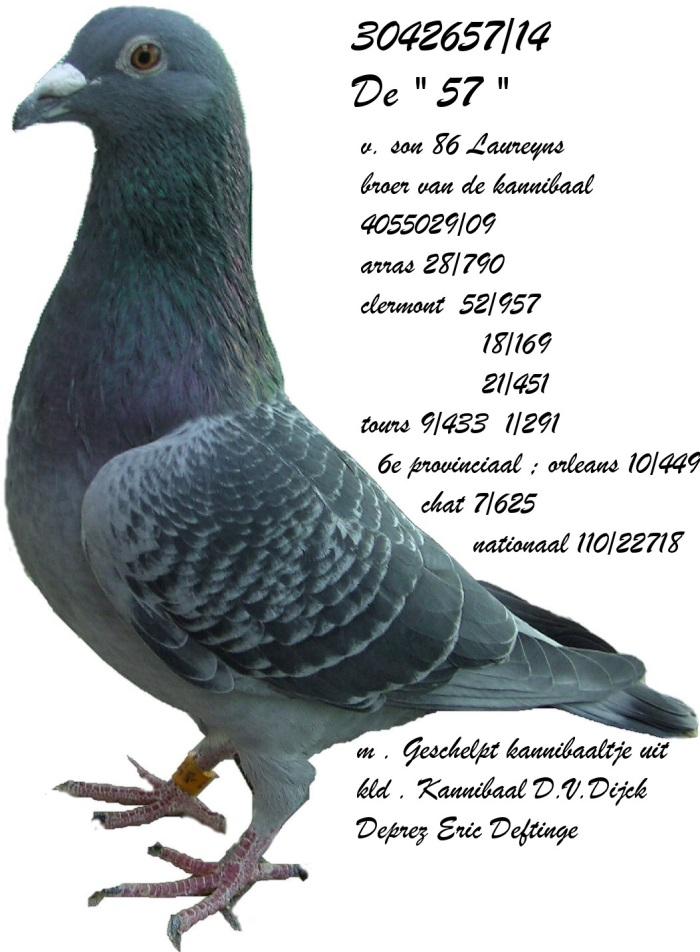 3042657/14
De " 57 "
v. son 86 Laureyns
broer van de kannibaal
4055029/09
arras 28/790
clermont 52/957
18/169
21/451
tours 9/433 1/291
6e provinciaal ; orleans 10/449
chat 7/625
nationaal 110/22718
m . Geschelpt kannibaaltje uit
kld . Kannibaal D.V.Dijck
Deprez Eric Deftinge